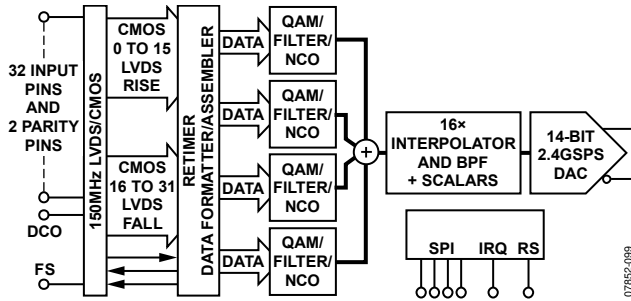 32 INPUT
PINS
AND
2 PARITY
PINS
DCO
FS
150MHz LVDS/CMOS
CMOS
0 TO 15
LVDS
RISE
CMOS
16 TO 31
LVDS
FALL
RETIMER
DATA FORMATTER/ASSEMBLER
DATA
QAM/
FILTER/
NCO
DATA
QAM/
FILTER/
NCO
DATA
QAM/
FILTER/
NCO
DATA
QAM/
FILTER/
NCO
+
16×
INTERPOLATOR
AND BPF
+ SCALARS
14-BIT
2.4GSPS
DAC
SPI IRQ RS
07852-099